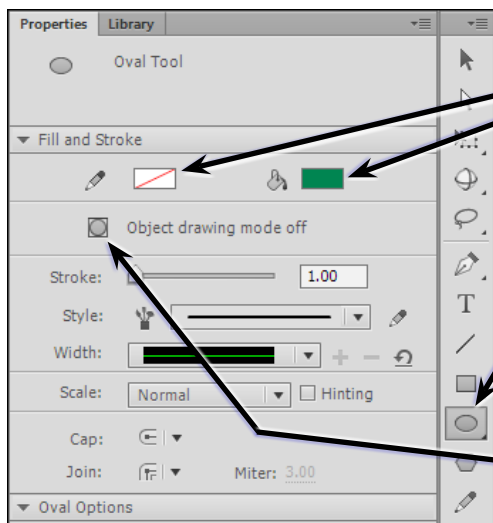 Properties Library
Oval Tool
Fill and Stroke
Object drawing mode off
Stroke: 1.00
Style:
Width:
Scale: Normal Hinting
Cap:
Join: Miter: 3.00
Oval Options
T